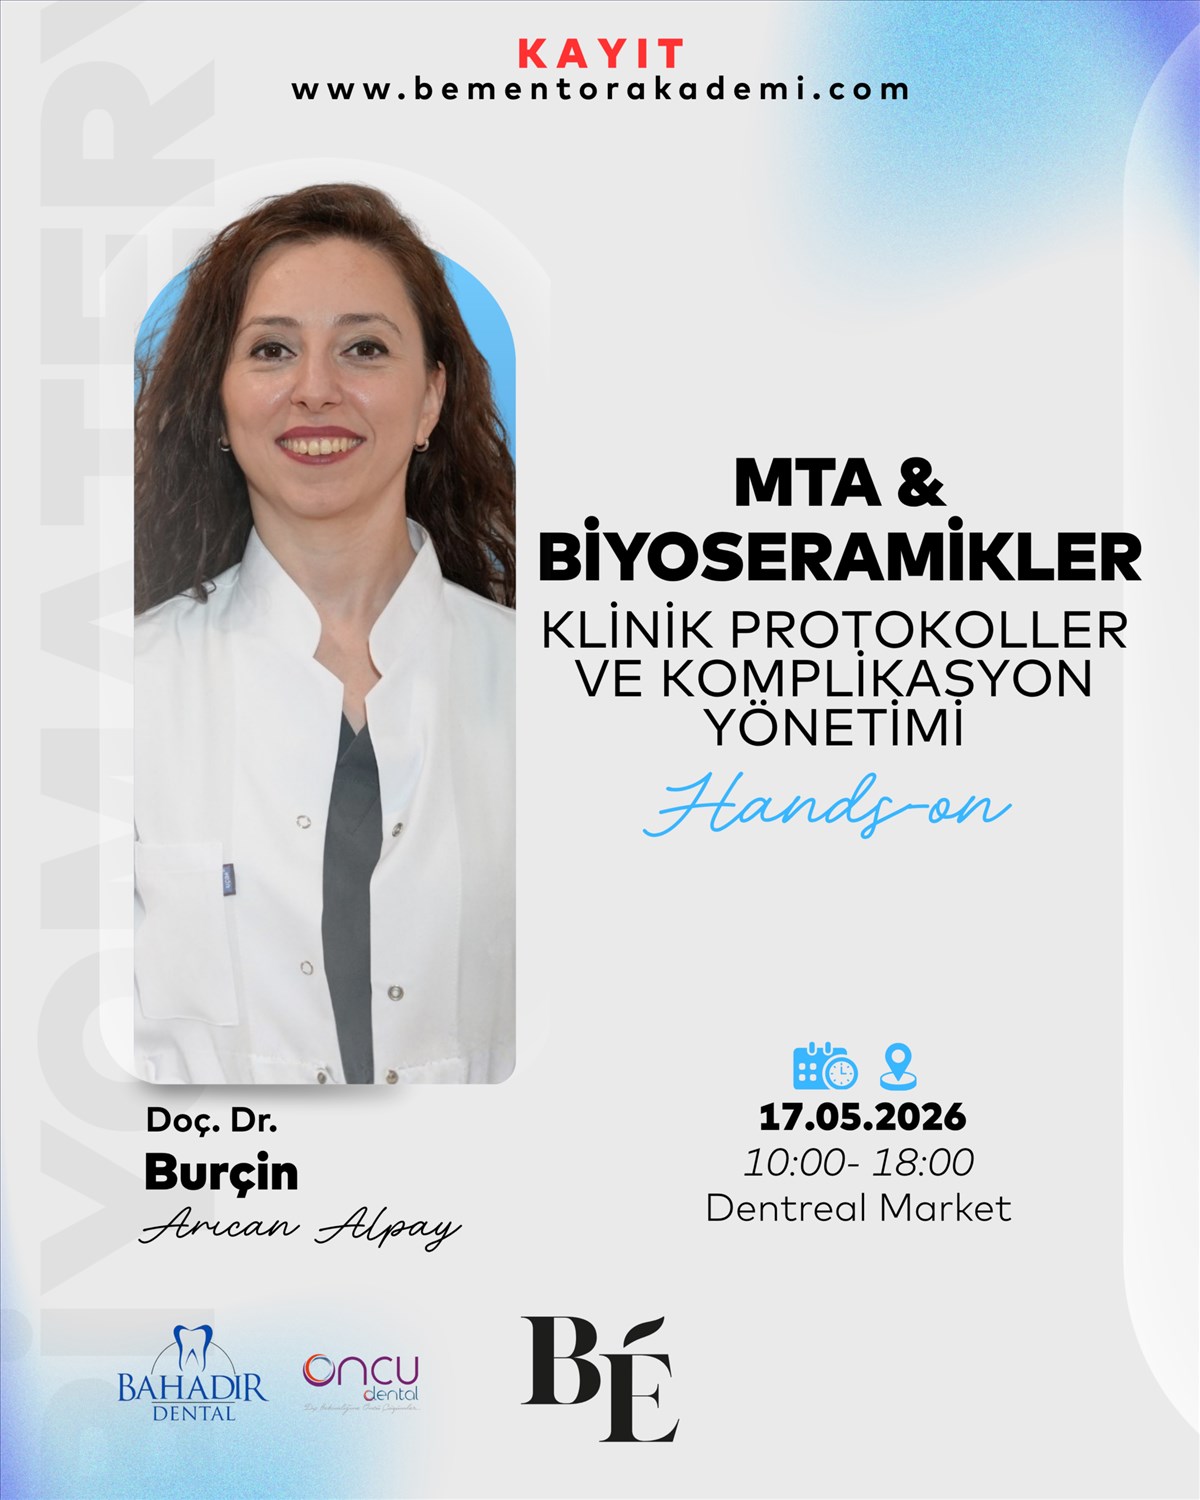 KAYIT
www.bementorakademi.com
MTA &
BİYOSERAMİKLER
KLİNİK PROTOKOLLER
VE KOMPLİKASYON
YÖNETİMİ
Hands-on
17.05.2026
10:00- 18:00
Dentreal Market
Doç. Dr.
Burçin
Arıcan Alpay
BAHADIR
DENTAL
ONCU
dental
BÉ